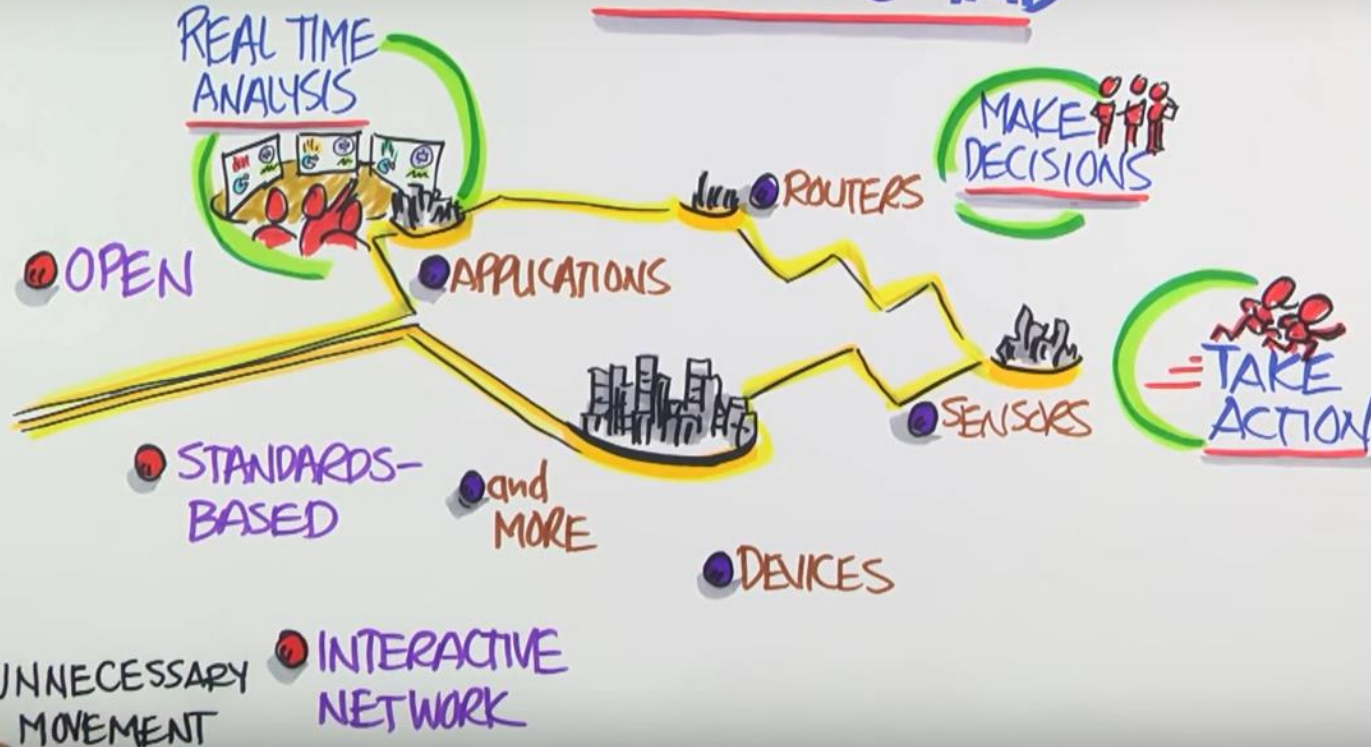 REAL TIME
ANALYSIS
MAKE
DECISIONS
ROUTERS
OPEN
APPLICATIONS
TAKE
ACTION
SENSORS
STANDARDS-
BASED
and
MORE
DEVICES
INTERACTIVE
NETWORK
UNNECESSARY
MOVEMENT